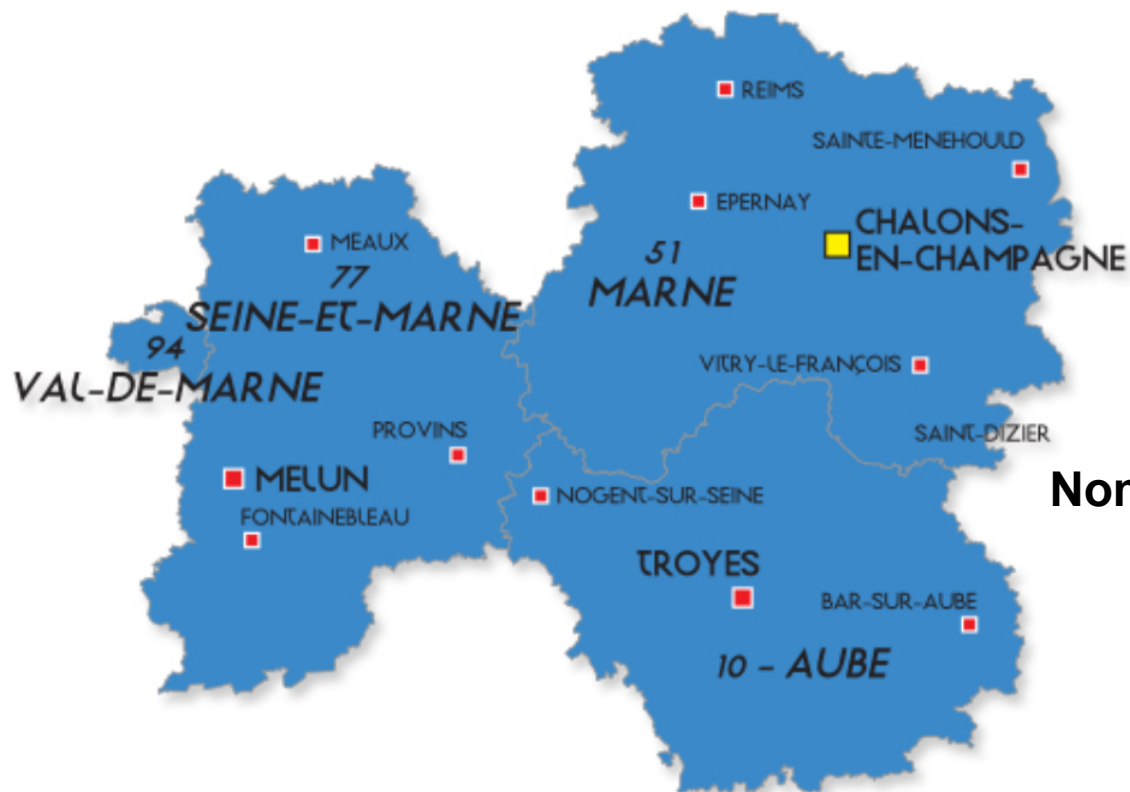 REIMS
SAINTE-MENEHOULD
EPERNAY
CHALONS-
EN-CHAMPAGNE
MEAUX
51
MARNE
77
SEINE-ET-MARNE
94
VAL-DE-MARNE
VITRY-LE-FRANÇOIS
PROVINS
SAINT-DIZIER
MELUN
NOGENT-SUR-SEINE
Non
FONTAINEBLEAU
TROYES
BAR-SUR-AUBE
10 - AUBE